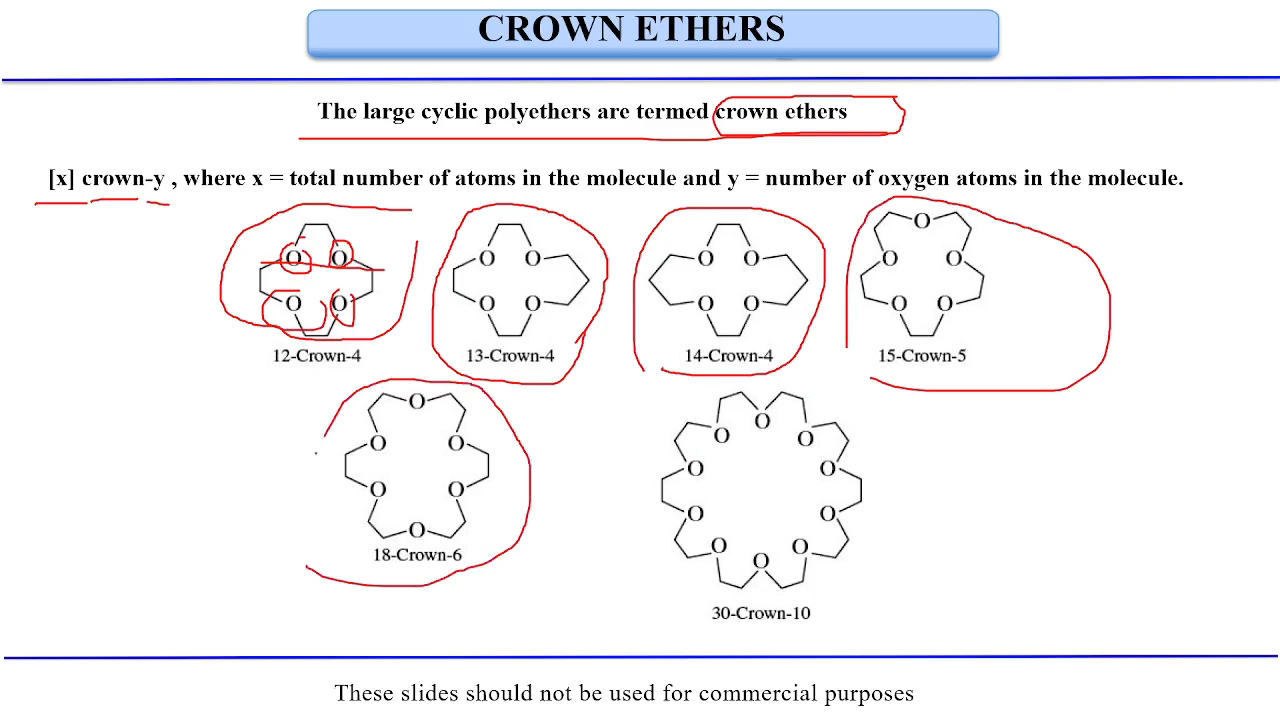 CROWN ETHERS
The large cyclic polyethers are termed crown ethers
[x] crown-y , where x = total number of atoms in the molecule and y = number of oxygen atoms in the molecule.
O O O O
O O O O
O O O O
O O O O O
12-Crown-4
13-Crown-4
14-Crown-4
15-Crown-5
O O O O O O
O O O O O O O O O O
18-Crown-6
30-Crown-10
These slides should not be used for commercial purposes